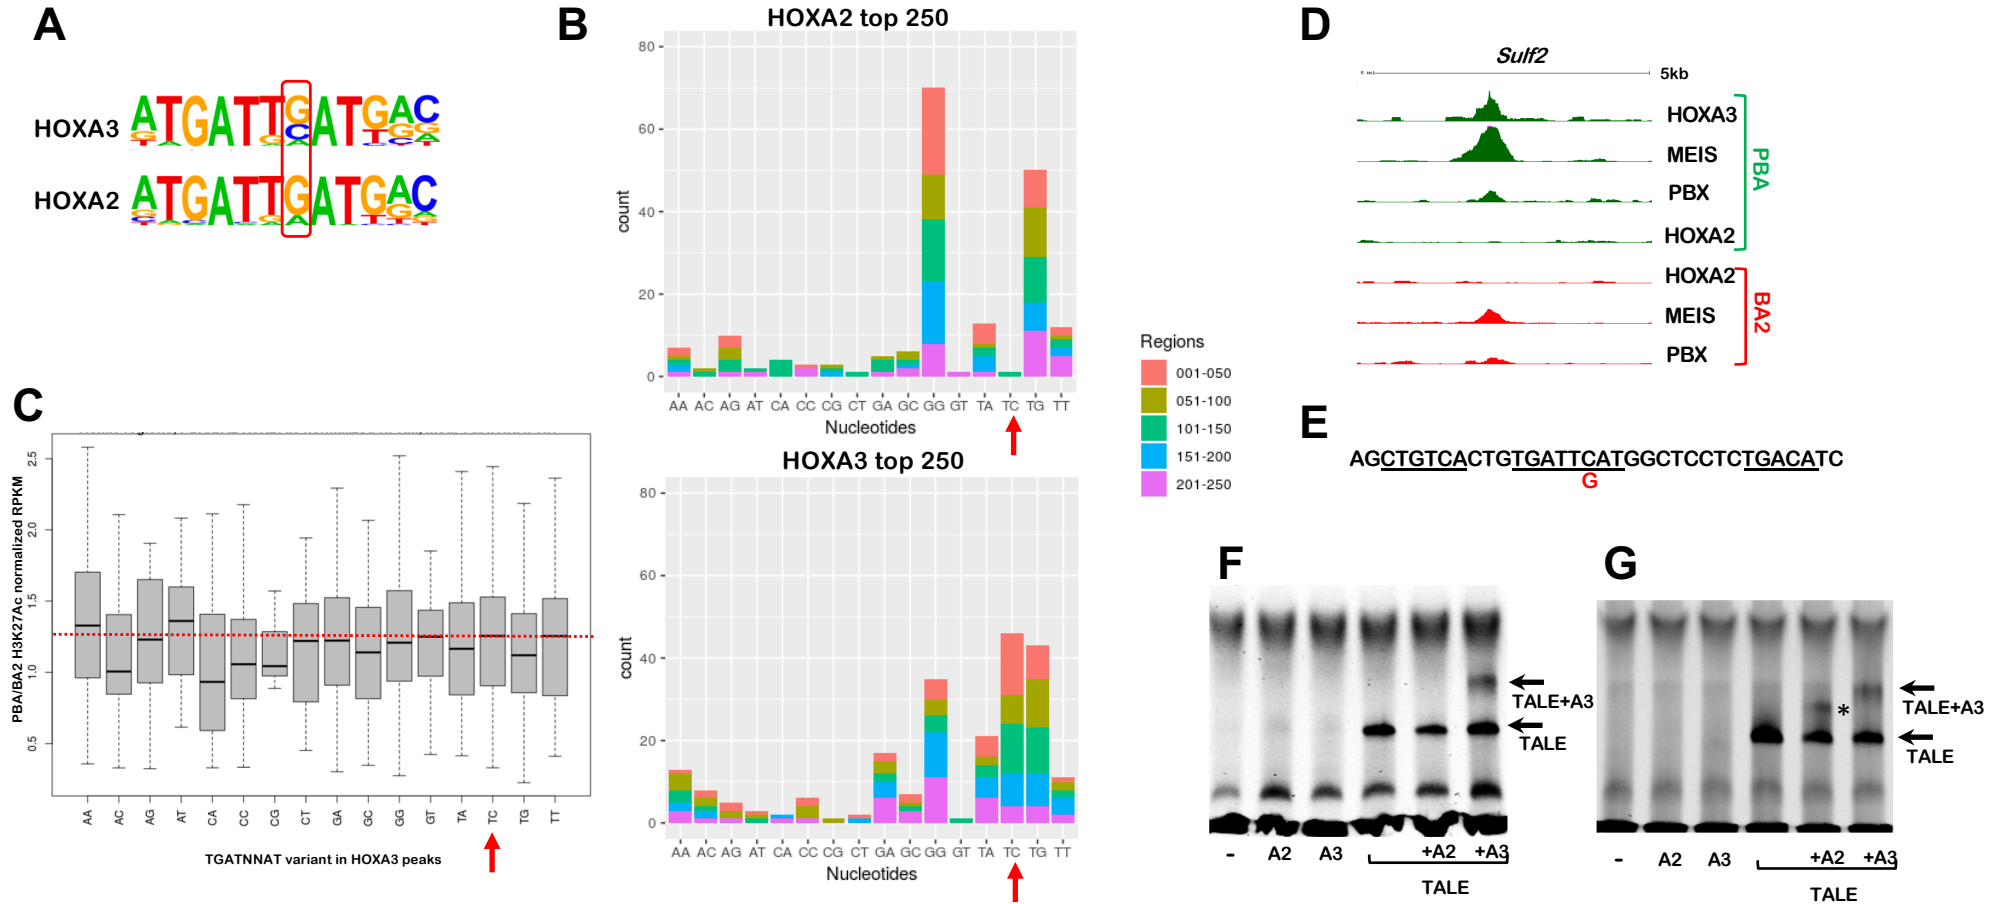 A
HOXA3
ATGATTGATGAC
HOXA2
ATGATTGATGAC
B
HOXA2 top 250
count
80
60
40
20
0
AA AC AG AT CA CC CG CT GA GC GG GT TA TC TG TT
Nucleotides
HOXA3 top 250
count
80
60
40
20
0
AA AC AG AT CA CC CG CT GA GC GG GT TA TC TG TT
Nucleotides
Regions
001-050
051-100
101-150
151-200
201-250
C
PBA/BA2 H3K27Ac normalized RPKM
2.5
2.0
1.5
1.0
0.5
AA AC AG AT CA CC CG CT GA GC GG GT TA TC TG TT
TGATNNAT variant in HOXA3 peaks
D
Sulf2
5kb
HOXA3
MEIS
PBX
HOXA2
PBA
HOXA2
MEIS
PBX
BA2
E
AGCTGTCACTGTGATTCATGGCTCCTCTGACATC
G
F
TALE+A3
TALE
- A2 A3 +A2 +A3
TALE
G
*
TALE+A3
TALE
- A2 A3 +A2 +A3
TALE